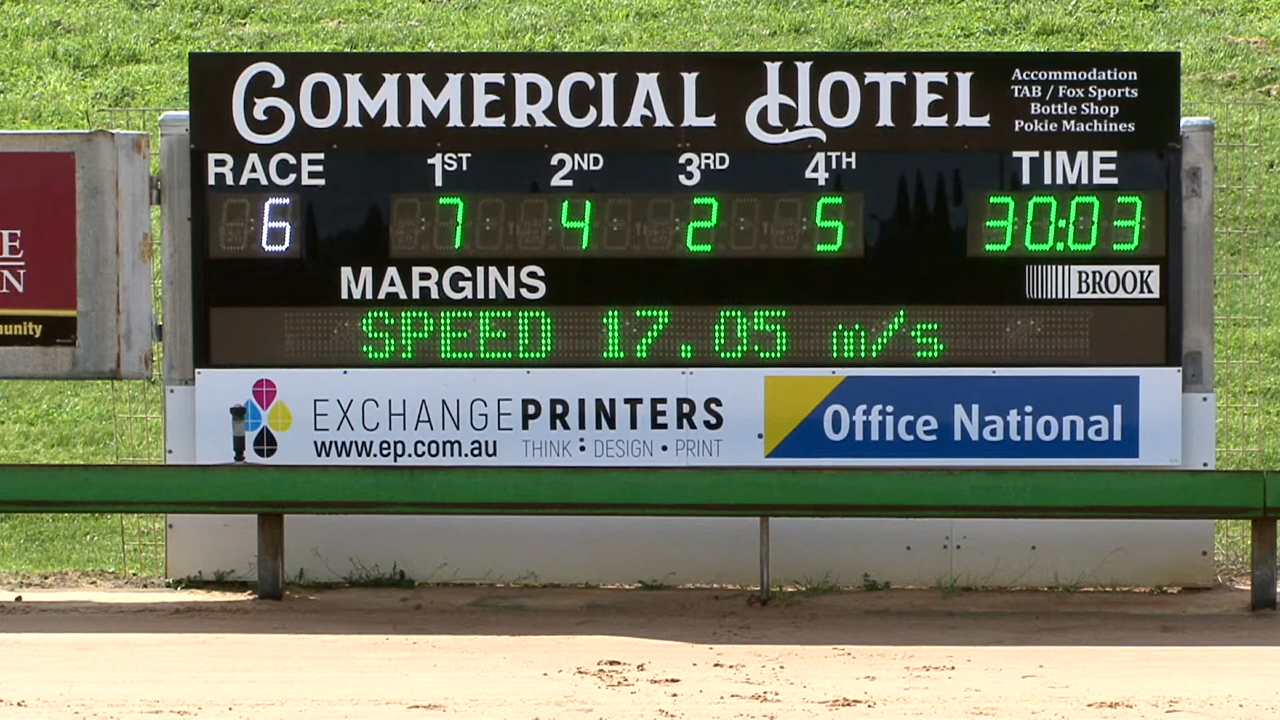 COMMERCIAL HOTEL
Accommodation
TAB / Fox Sports
Bottle Shop
Pokie Machines
RACE 1ST 2ND 3RD 4TH TIME
6 7 4 2 5 30:03
MARGINS
BROOK
SPEED 17.05 m/s
EXCHANGEPRINTERS
www.ep.com.au THINK : DESIGN • PRINT
Office National